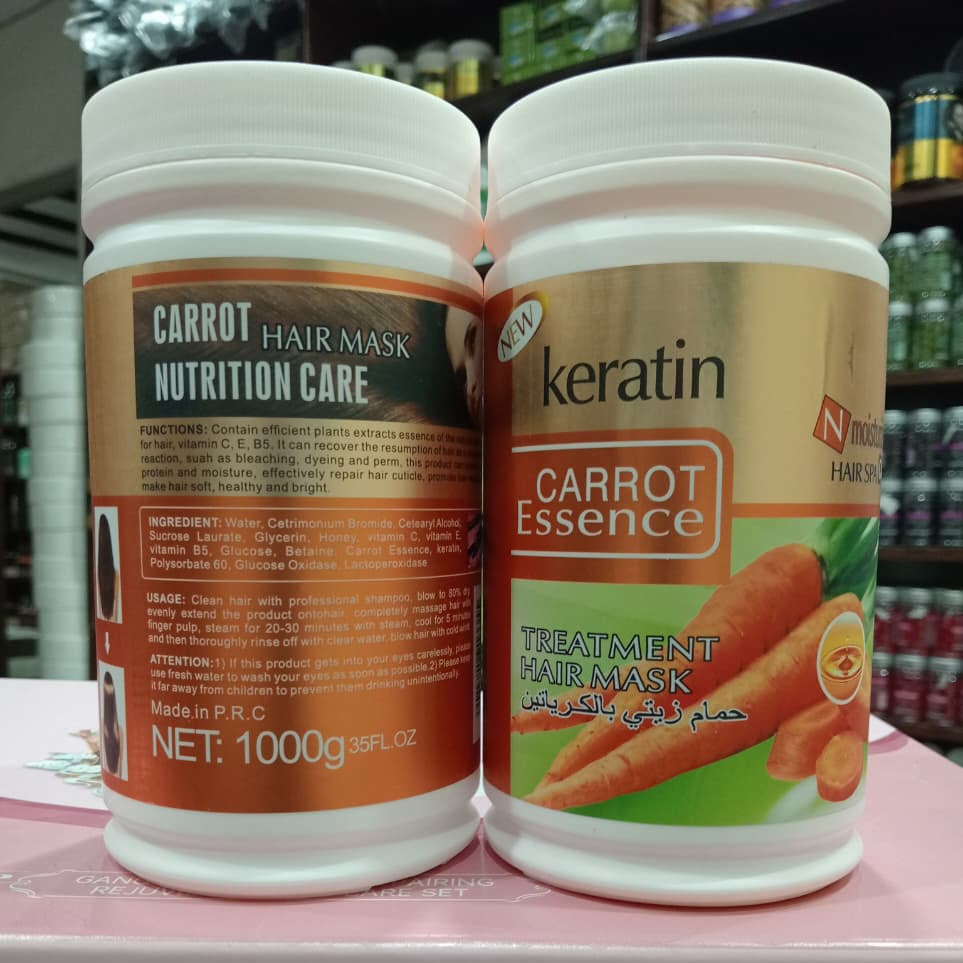 CARROT HAIR MASK
NUTRITION CARE
FUNCTIONS: Contain efficient plants extracts essence of the
for hair, vitamin C, E, B5. It can recover the resumption of hair
reaction, suah as bleaching, dyeing and perm, this product can
protein and moisture, effectively repair hair cuticle, promote
make hair soft, healthy and bright.
INGREDIENT: Water, Cetrimonium Bromide, Cetearyl Alcohol,
Sucrose Laurate, Glycerin, Honey, vitamin C, vitamin E,
vitamin B5, Glucose, Betaine, Carrot Essence, keratin,
Polysorbate 60, Glucose Oxidase, Lactoperoxidase
USAGE: Clean hair with professional shampoo, blow to 80% dry,
evenly extend the product ontohair, completely massage hair with
finger pulp, steam for 20-30 minutes with steam, cool for 5 minutes
and then thoroughly rinse off with clear water, blow hair with cold wind.
ATTENTION:1) If this product gets into your eyes carelessly, please
use fresh water to wash your eyes as soon as possible.2) Please keep
it far away from children to prevent them drinking unintentionally.
Made in P.R.C
NET: 1000g 35FL.OZ
NEW
keratin
N
HAIR SPA
CARROT
Essence
TREATMENT
HAIR MASK
حمام زيتي بالكرياتين
CARE SET